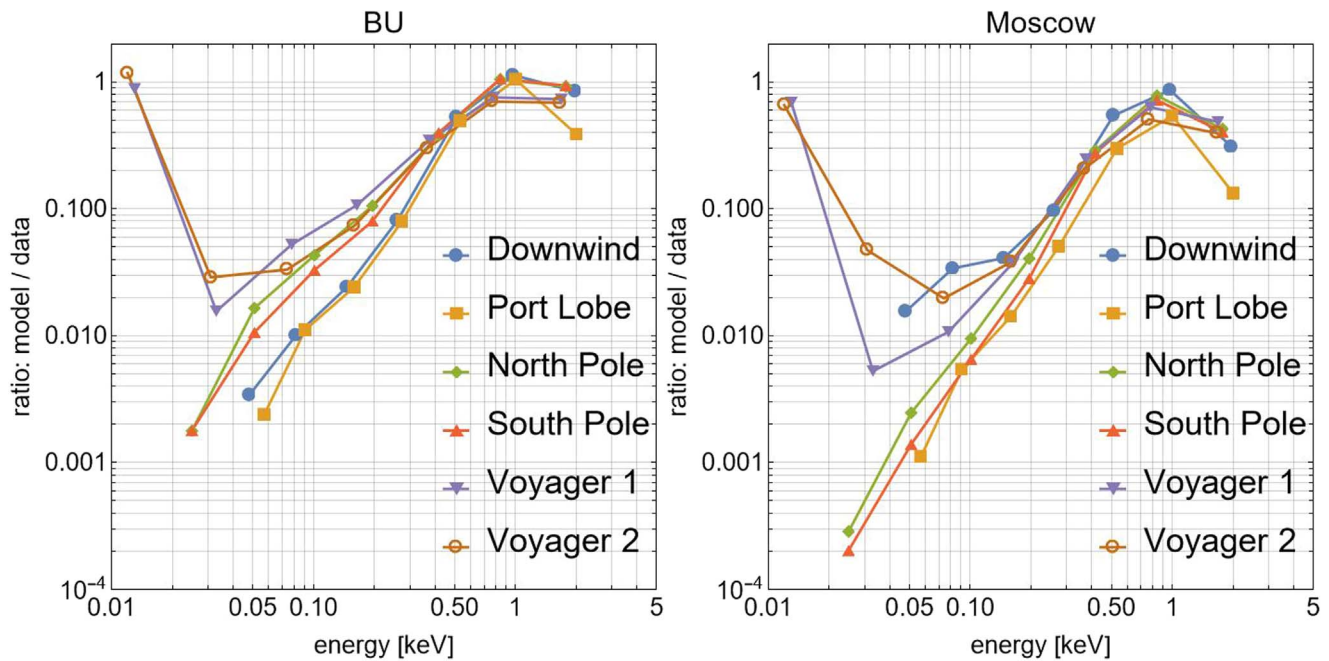 BU
ratio: model / data
1
0.100
0.010
0.001
10⁻⁴
0.01
0.05
0.10
0.50
1
5
energy [keV]
Downwind
Port Lobe
North Pole
South Pole
Voyager 1
Voyager 2
Moscow
ratio: model / data
1
0.100
0.010
0.001
10⁻⁴
0.01
0.05
0.10
0.50
1
5
energy [keV]
Downwind
Port Lobe
North Pole
South Pole
Voyager 1
Voyager 2